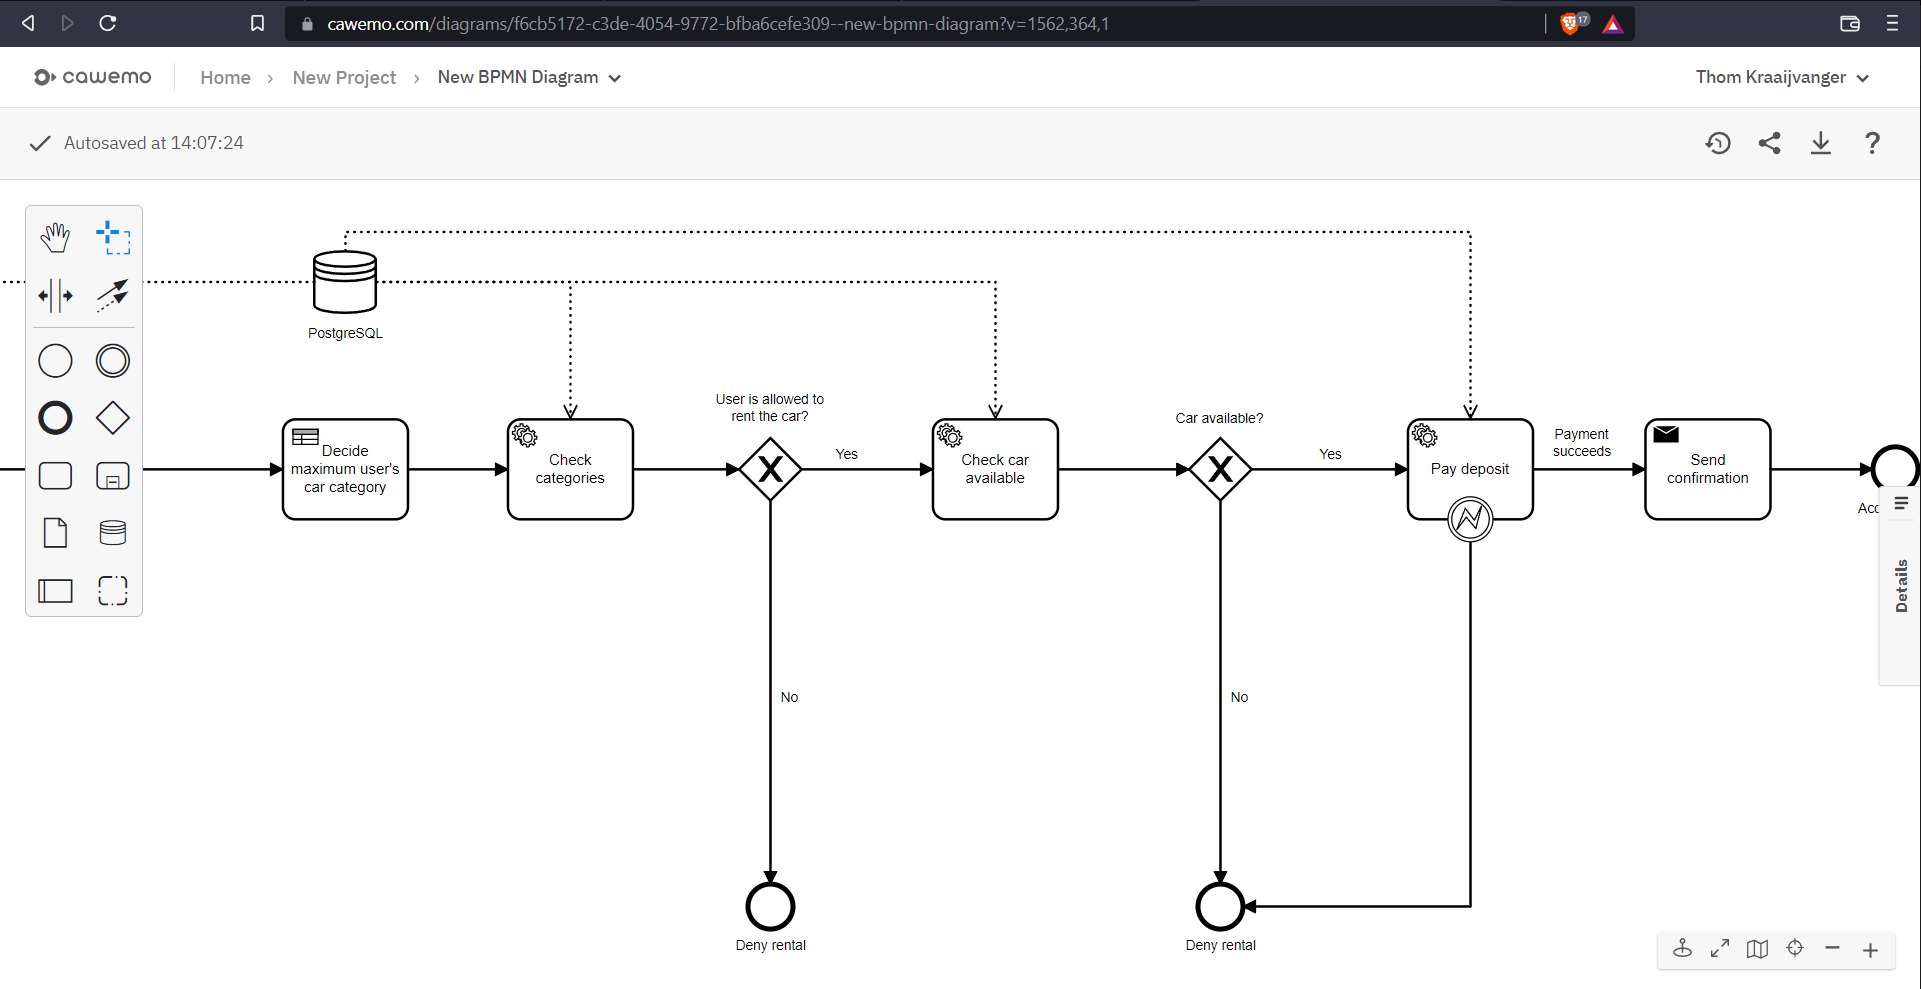 cawemo.com/diagrams/f6cb5172-c3de-4054-9772-bfba6cefe309--new-bpmn-diagram?v=1562,364,1
17
cawemo
Home › New Project › New BPMN Diagram
Thom Kraaijvanger
Autosaved at 14:07:24
?
PostgreSQL
Decide
maximum user's
car category
Check
categories
User is allowed to
rent the car?
Yes
No
Deny rental
Check car
available
Car available?
Yes
No
Deny rental
Pay deposit
Payment
succeeds
Send
confirmation
Acc
Details